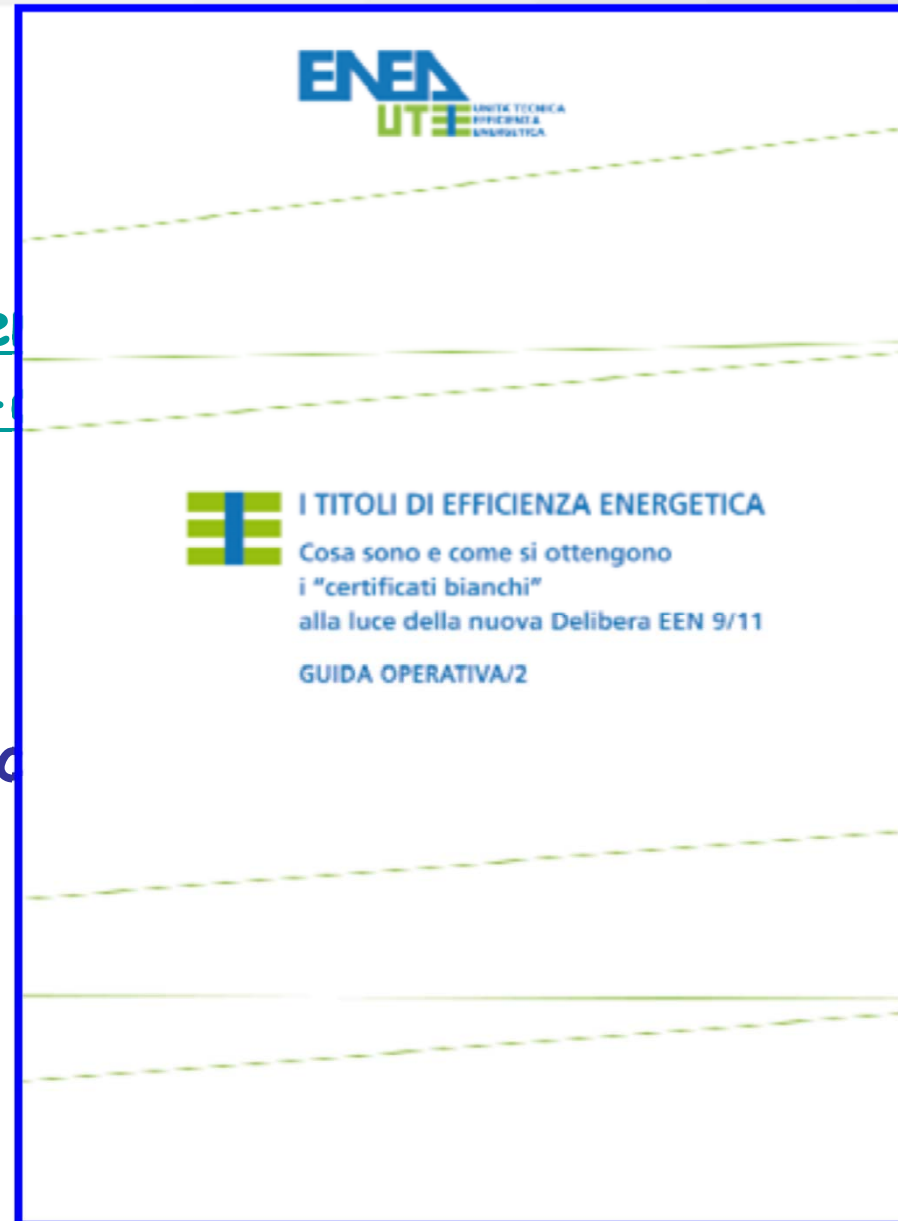 ENEA
UTEE UNITÀ TECNICA
EFFICIENZA
ENERGETICA
I TITOLI DI EFFICIENZA ENERGETICA
Cosa sono e come si ottengono
i “certificati bianchi”
alla luce della nuova Delibera EEN 9/11
GUIDA OPERATIVA/2